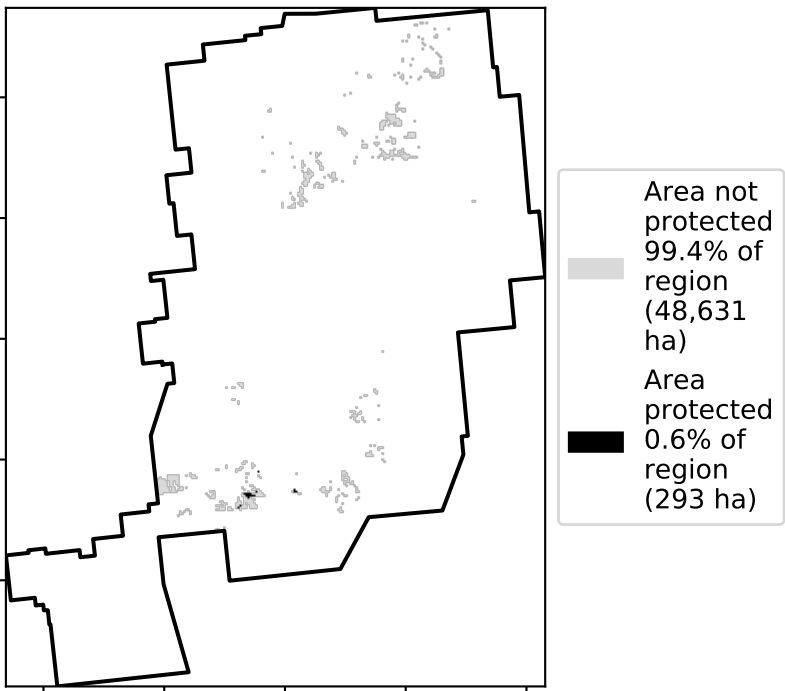 Area not
protected
99.4% of
region
(48,631
ha)
Area
protected
0.6% of
region
(293 ha)